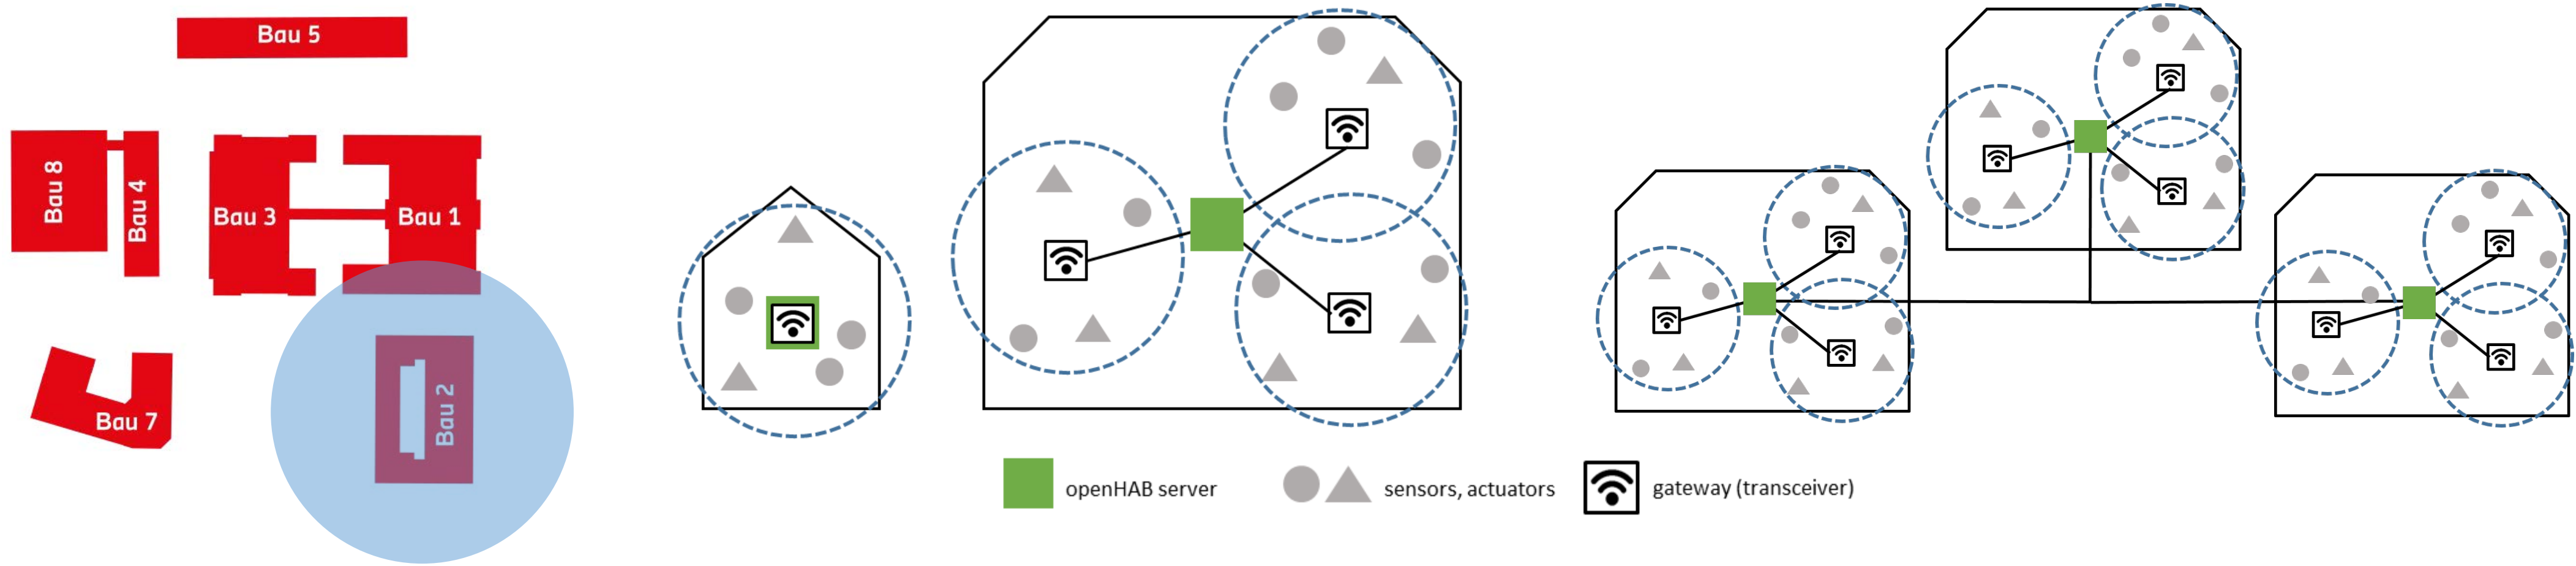 Bau 5
Bau 8
Bau 4
Bau 3
Bau 1
Bau 7
Bau 2
openHAB server
sensors, actuators
gateway (transceiver)